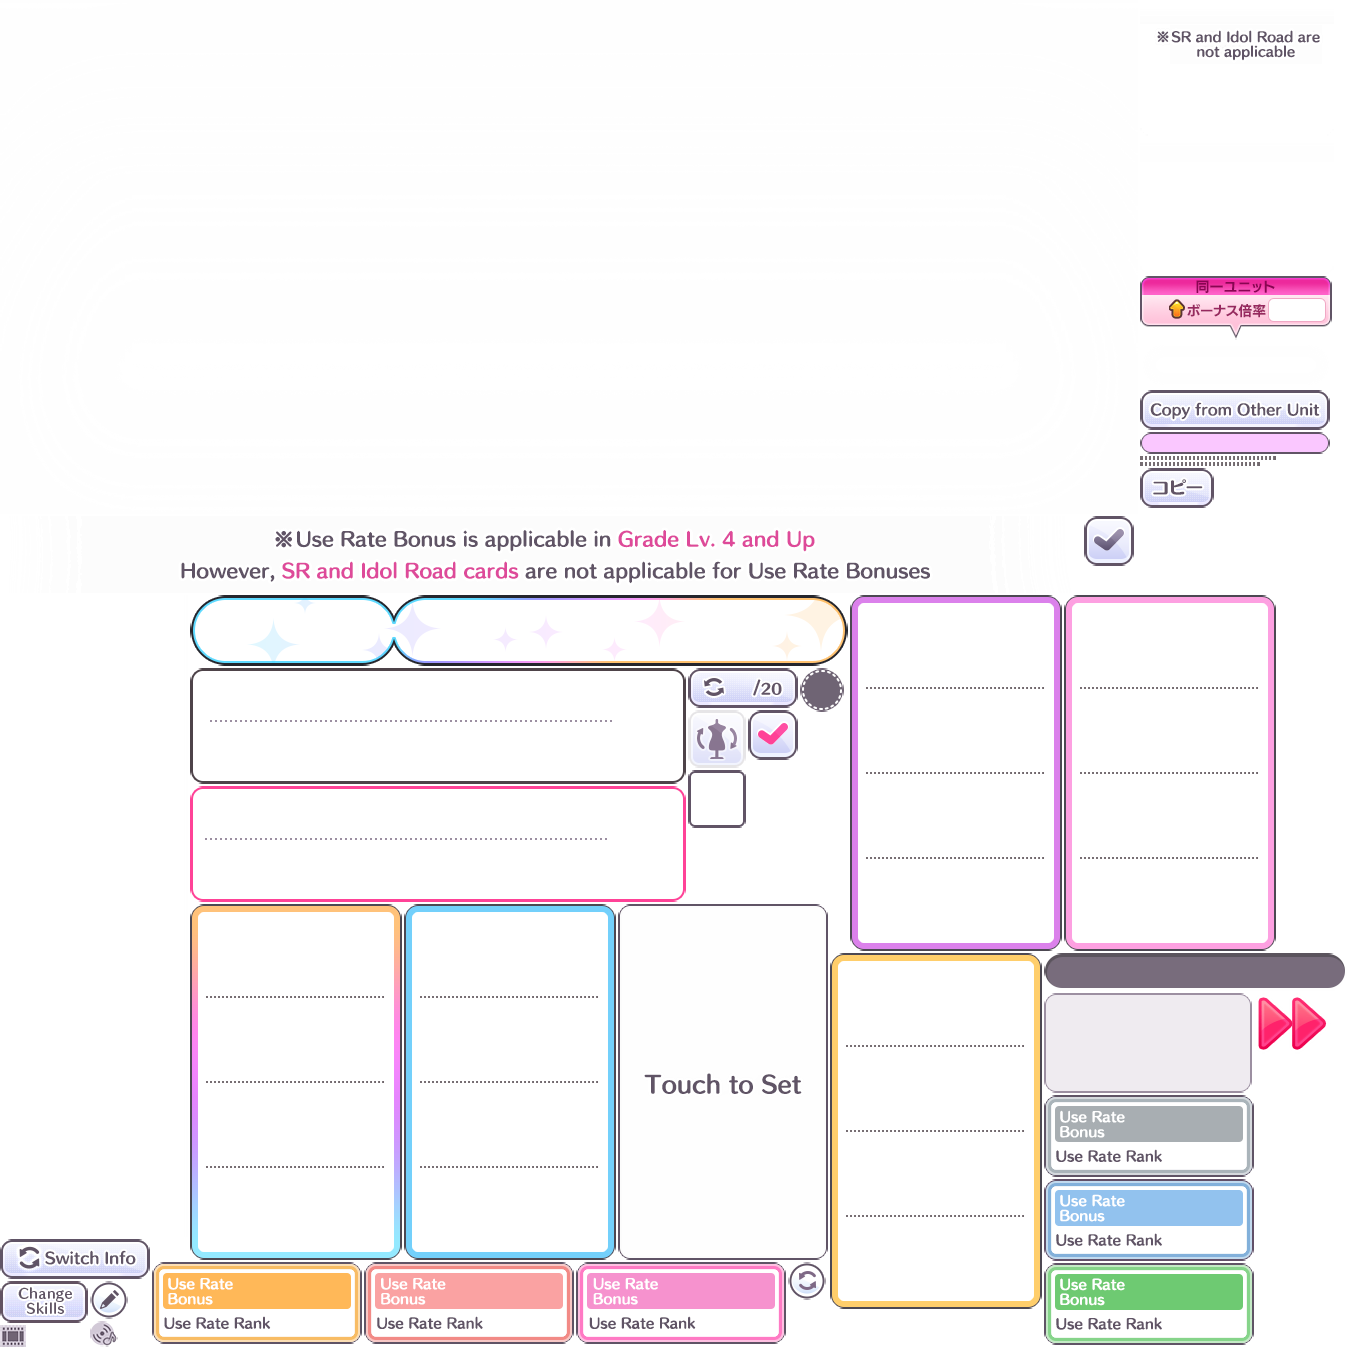 ※SR and Idol Road are
not applicable
同一ユニット
ボーナス倍率
Copy from Other Unit
コピー
※Use Rate Bonus is applicable in Grade Lv. 4 and Up
However, SR and Idol Road cards are not applicable for Use Rate Bonuses
/20
Touch to Set
Use Rate
Bonus
Use Rate Rank
Use Rate
Bonus
Use Rate Rank
Switch Info
Change
Skills
Use Rate
Bonus
Use Rate Rank
Use Rate
Bonus
Use Rate Rank
Use Rate
Bonus
Use Rate Rank
Use Rate
Bonus
Use Rate Rank